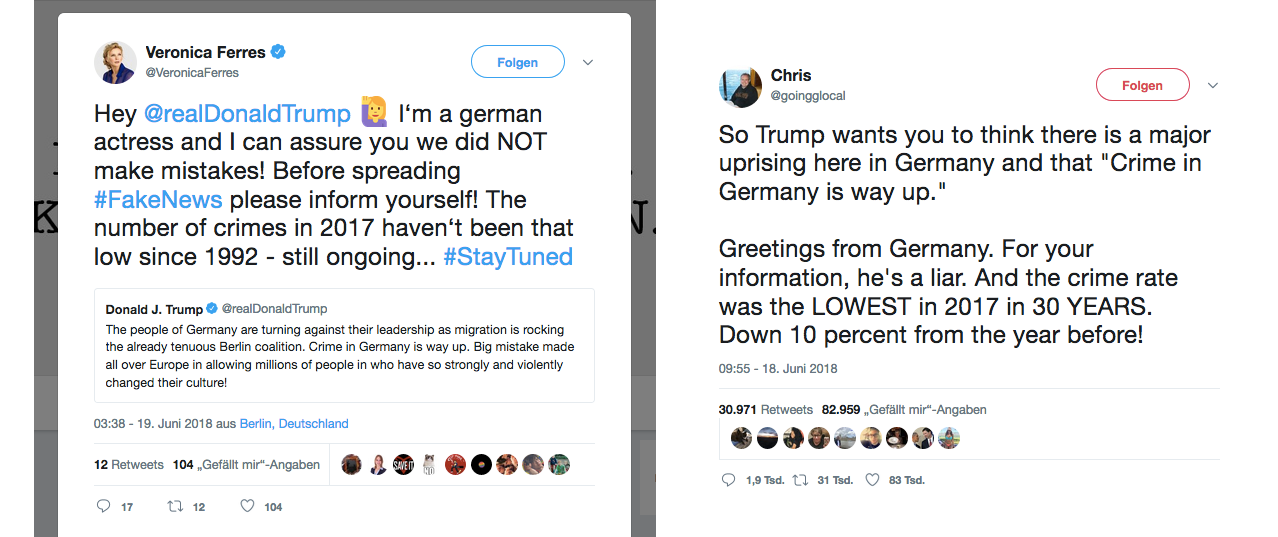 Veronica Ferres
@VeronicaFerres
Folgen
Hey @realDonaldTrump 🙋‍♀️ I‘m a german
actress and I can assure you we did NOT
make mistakes! Before spreading
#FakeNews please inform yourself! The
number of crimes in 2017 haven‘t been that
low since 1992 - still ongoing... #StayTuned
Donald J. Trump @realDonaldTrump
The people of Germany are turning against their leadership as migration is rocking
the already tenuous Berlin coalition. Crime in Germany is way up. Big mistake made
all over Europe in allowing millions of people in who have so strongly and violently
changed their culture!
03:38 - 19. Juni 2018 aus Berlin, Deutschland
12 Retweets 104 „Gefällt mir“-Angaben
SAVE IT
17 12 104
Chris
@goingglocal
Folgen
So Trump wants you to think there is a major
uprising here in Germany and that "Crime in
Germany is way up."
Greetings from Germany. For your
information, he's a liar. And the crime rate
was the LOWEST in 2017 in 30 YEARS.
Down 10 percent from the year before!
09:55 - 18. Juni 2018
30.971 Retweets 82.959 „Gefällt mir“-Angaben
1,9 Tsd. 31 Tsd. 83 Tsd.